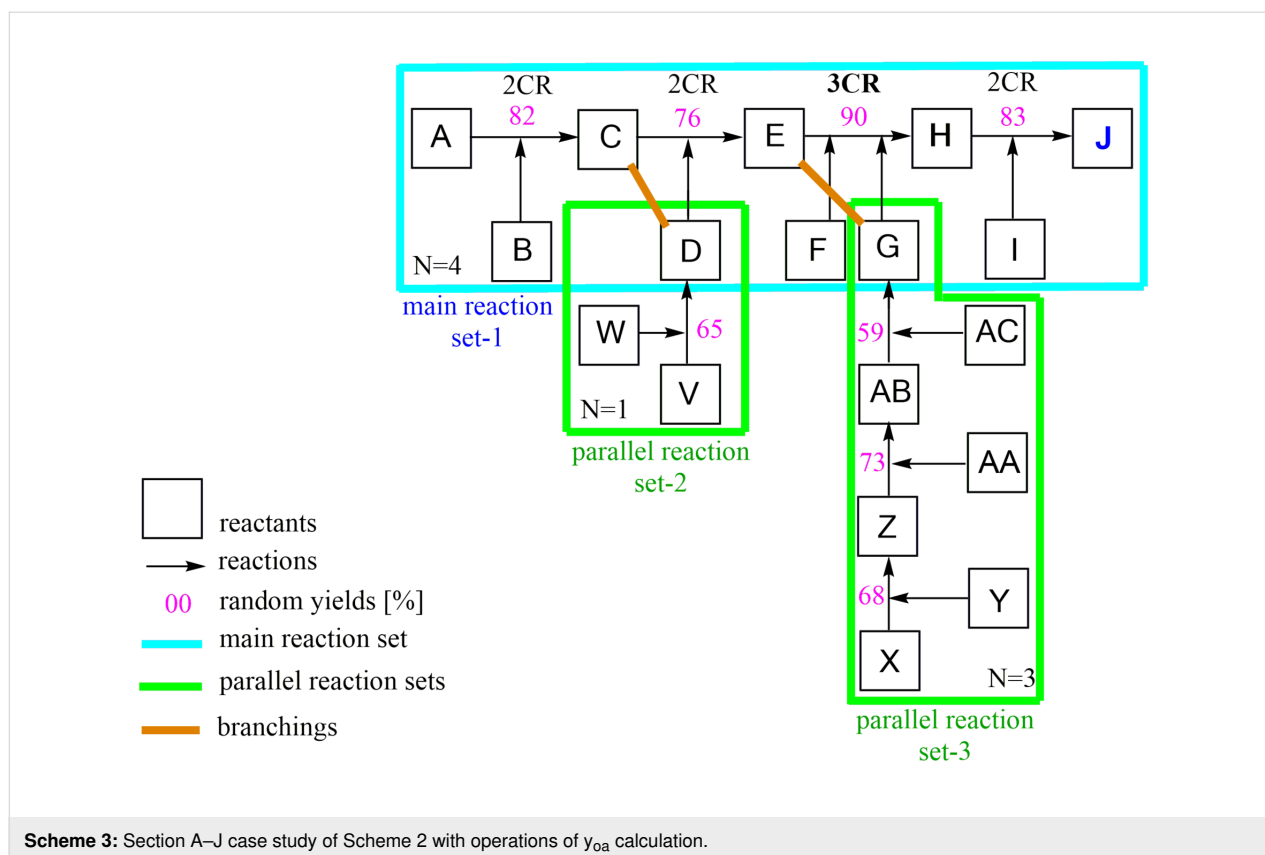 2CR 2CR 3CR 2CR
82 76 90 83
A C E H J
B D F G I
N=4
main reaction
set-1
W 65 59 AC
V AB
N=1
parallel reaction
set-2
73 AA
Z
68 Y
X
N=3
parallel reaction
set-3
reactants
reactions
00 random yields [%]
main reaction set
parallel reaction sets
branchings
Scheme 3: Section A–J case study of Scheme 2 with operations of yoa calculation.